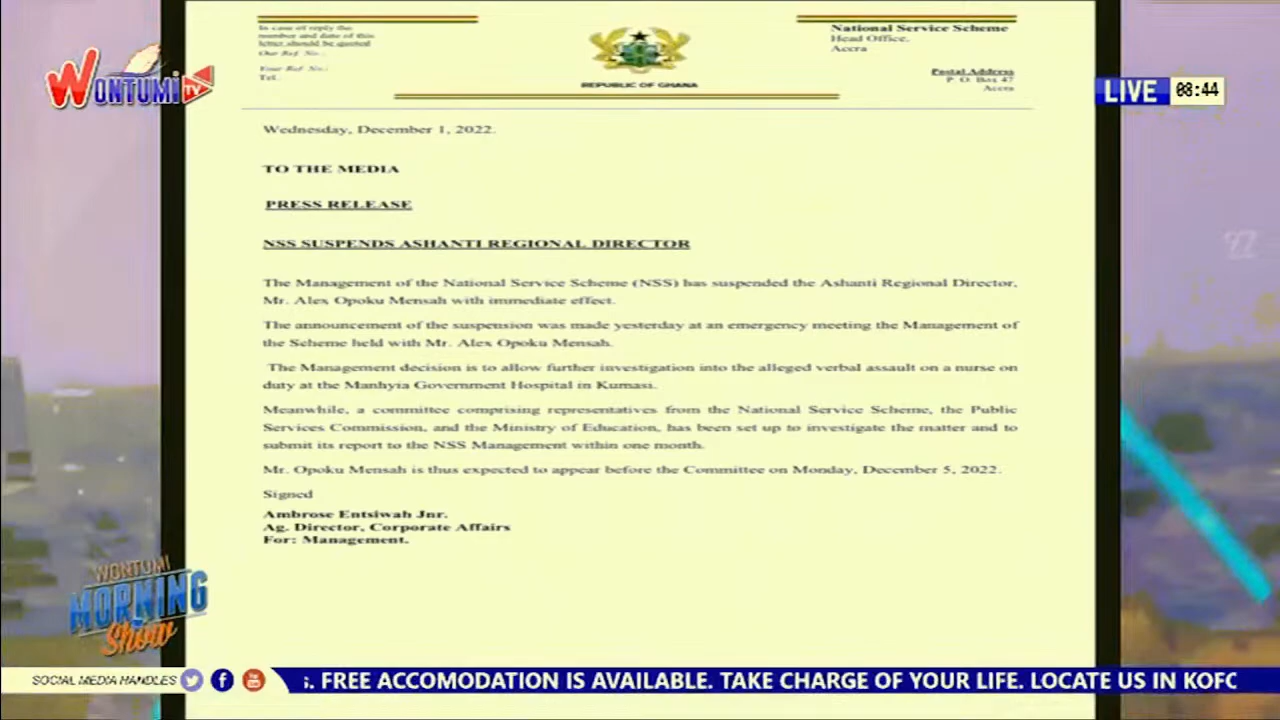 In case of reply the
number and date of this
letter should be quoted
Our Ref. No.:
Your Ref. No.:
Tel.
REPUBLIC OF GHANA
National Service Scheme
Head Office,
Accra
Postal Address
P. O. Box 47
Accra
WONTUMI TV
LIVE 08:44
Wednesday, December 1, 2022.
TO THE MEDIA
PRESS RELEASE
NSS SUSPENDS ASHANTI REGIONAL DIRECTOR
The Management of the National Service Scheme (NSS) has suspended the Ashanti Regional Director,
Mr. Alex Opoku Mensah with immediate effect.
The announcement of the suspension was made yesterday at an emergency meeting the Management of
the Scheme held with Mr. Alex Opoku Mensah.
The Management decision is to allow further investigation into the alleged verbal assault on a nurse on
duty at the Manhyia Government Hospital in Kumasi.
Meanwhile, a committee comprising representatives from the National Service Scheme, the Public
Services Commission, and the Ministry of Education, has been set up to investigate the matter and to
submit its report to the NSS Management within one month.
Mr. Opoku Mensah is thus expected to appear before the Committee on Monday, December 5, 2022.
Signed
Ambrose Entsiwah Jnr.
Ag. Director, Corporate Affairs
For: Management.
WONTUMI
MORNING
Show
SOCIAL MEDIA HANDLES
. FREE ACCOMODATION IS AVAILABLE. TAKE CHARGE OF YOUR LIFE. LOCATE US IN KOFO